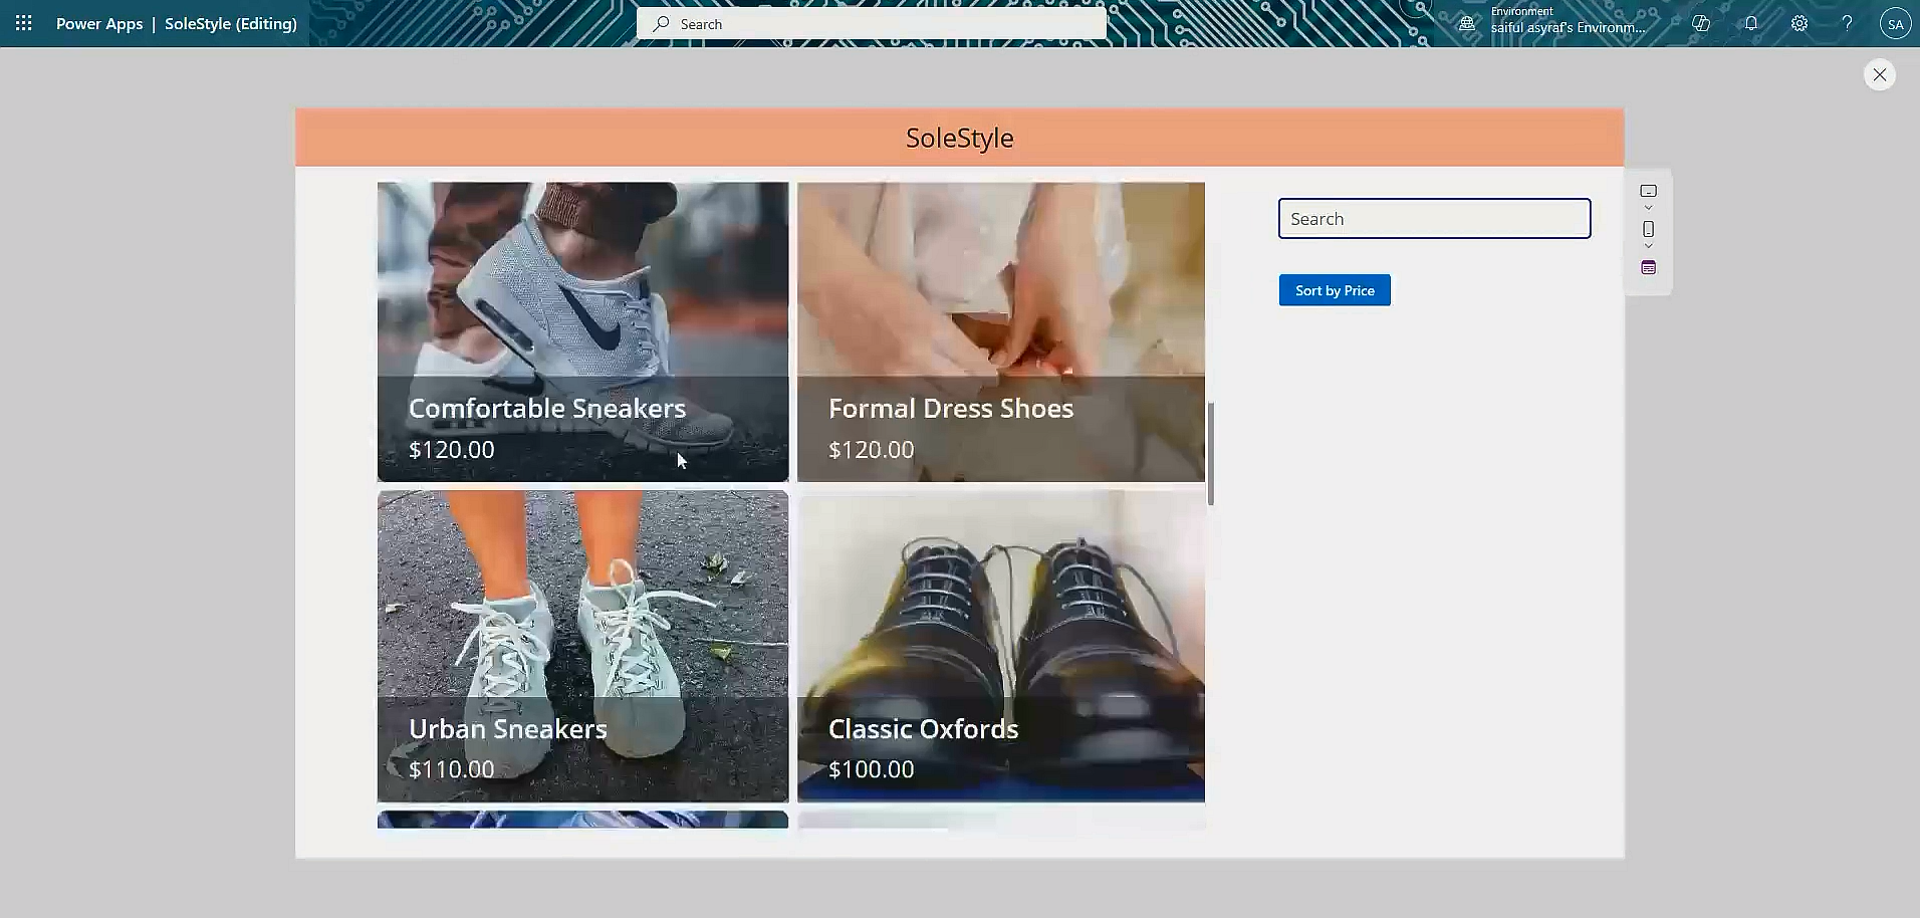 Power Apps | SoleStyle (Editing)
Search
Environment
saiful asyraf's Environm...
SA
SoleStyle
Search
Sort by Price
Comfortable Sneakers
$120.00
Formal Dress Shoes
$120.00
Urban Sneakers
$110.00
Classic Oxfords
$100.00